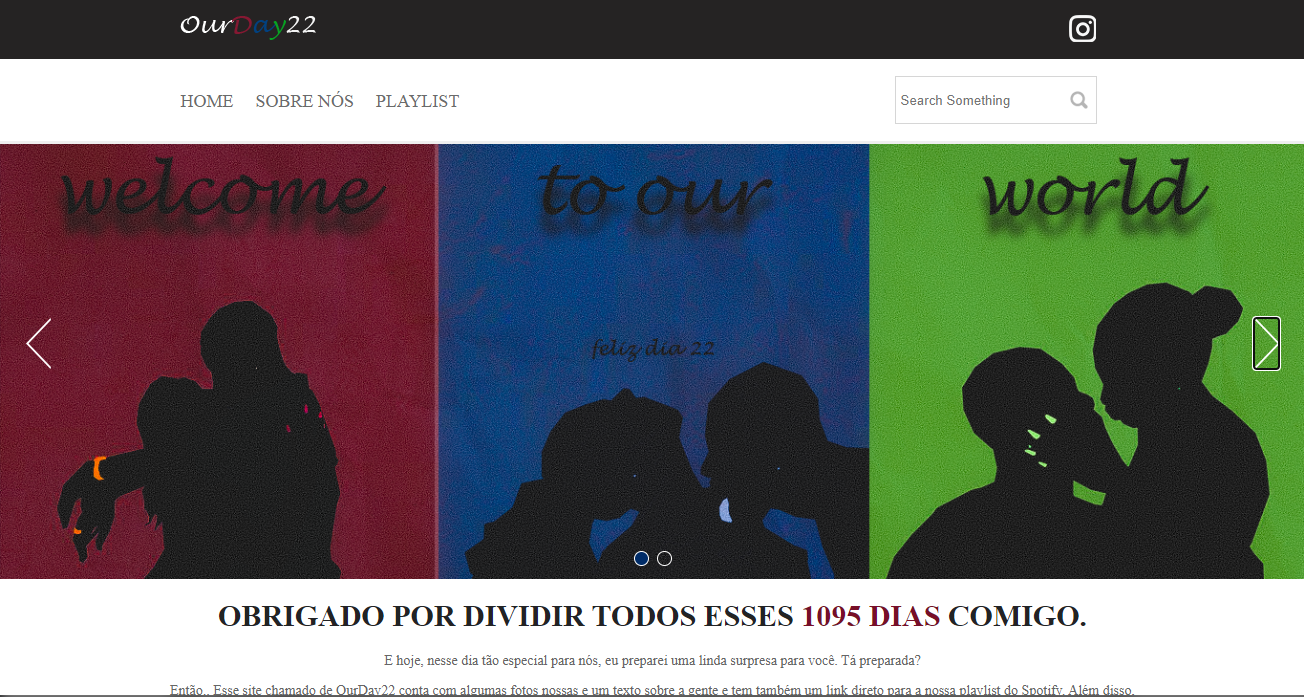 OurDay22
HOME SOBRE NÓS PLAYLIST Search Something
welcome to our world
feliz dia 22
OBRIGADO POR DIVIDIR TODOS ESSES 1095 DIAS COMIGO.
E hoje, nesse dia tão especial para nós, eu preparei uma linda surpresa para você. Tá preparada?
Então.. Esse site chamado de OurDay22 conta com algumas fotos nossas e um texto sobre a gente e tem também um link direto para a nossa playlist do Spotify. Além disso,